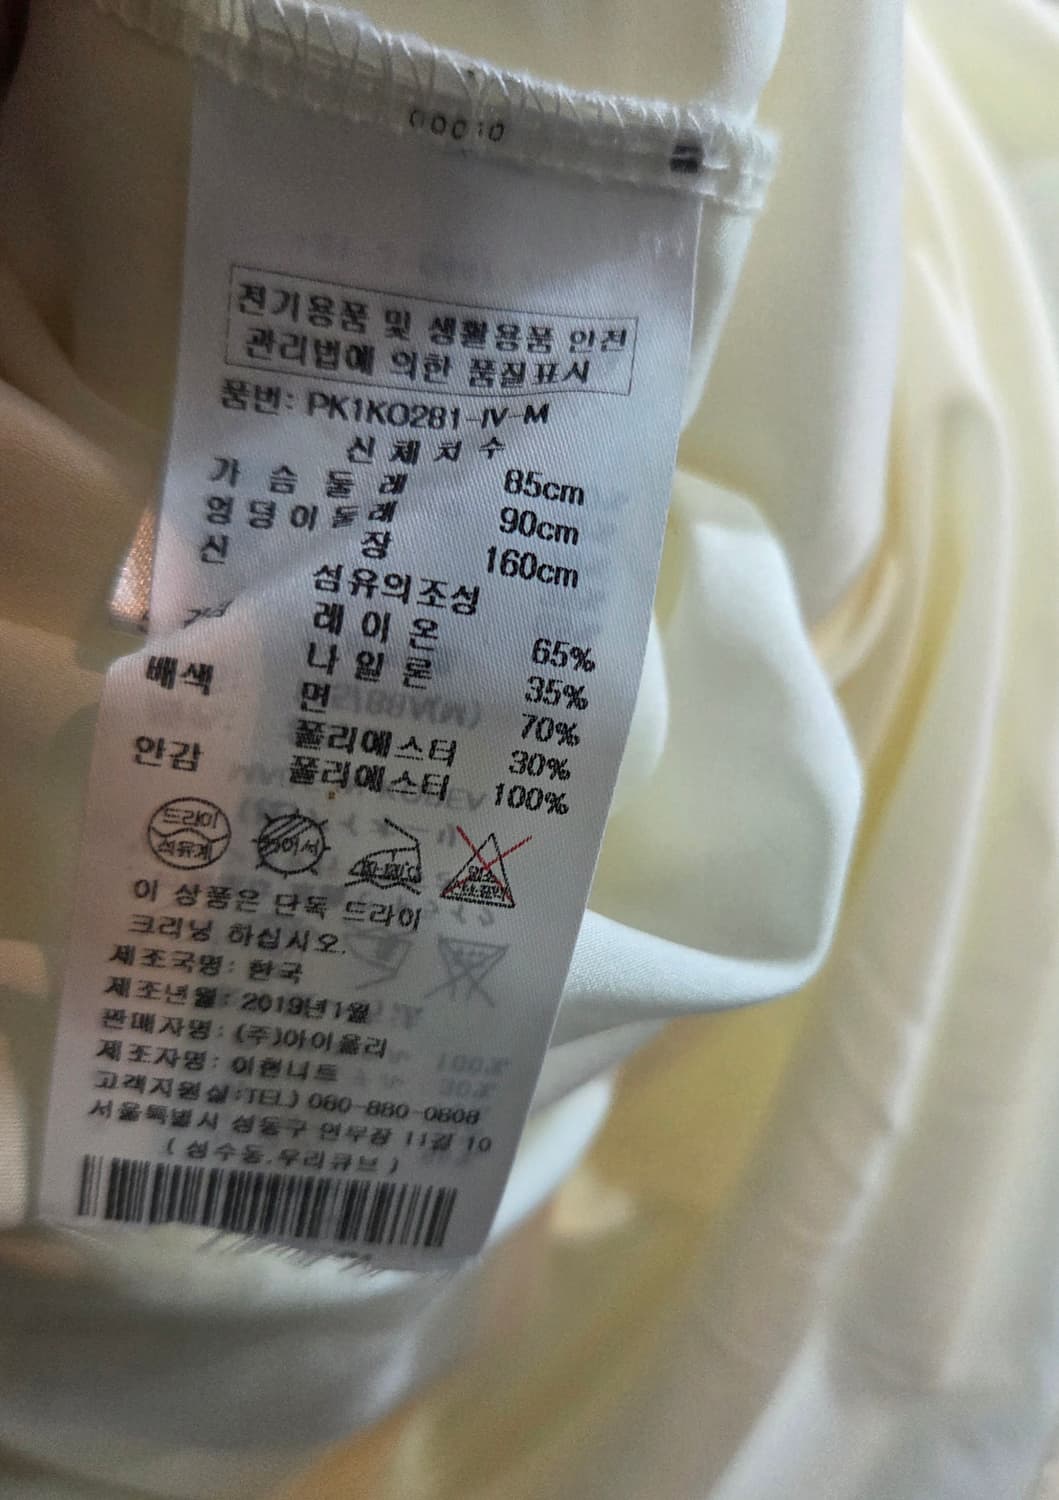 전기용품 및 생활용품 안전
관리법에 의한 품질표시
품번: PK1KO281-IV-M
신 체 치 수
가 슴 둘 레 85cm
엉 덩 이 둘 레 90cm
신 장 160cm
섬유의조성
레 이 온 65%
나 일 론 35%
배색 면 70%
폴리에스터 30%
안감 폴리에스터 100%
드라이
석유계
이 상품은 단독 드라이
크리닝 하십시오.
제조국명: 한국
제조년월: 2019년1월
판매자명: (주)아이올리
제조자명: 이현니트
고객지원실:TEL) 080-880-0808
서울특별시 성동구 연무장 11길 10
(성수동.우리큐브)